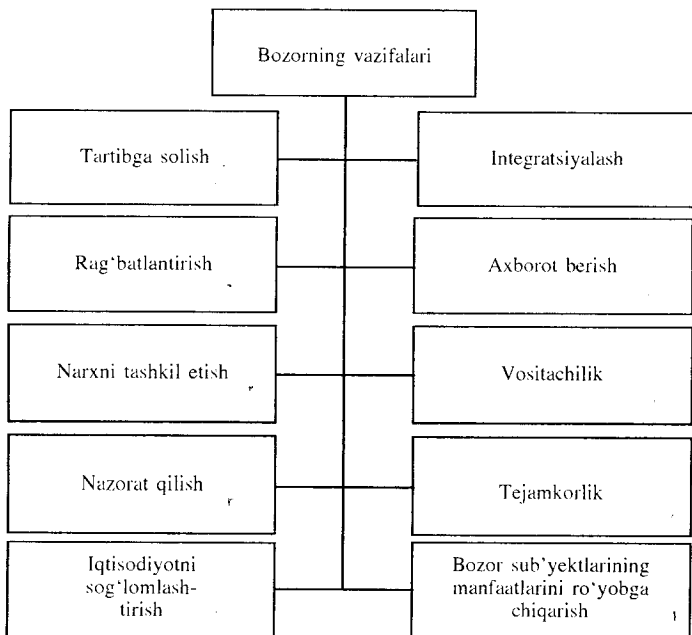 Bozorning vazifalari
Tartibga solish
Integratsiyalash
Rag‘batlantirish
Axborot berish
Narxni tashkil etish
Vositachilik
Nazorat qilish
Tejamkorlik
Iqtisodiyotni
sog‘lomlash-
tirish
Bozor sub’yektlarining
manfaatlarini ro‘yobga
chiqarish